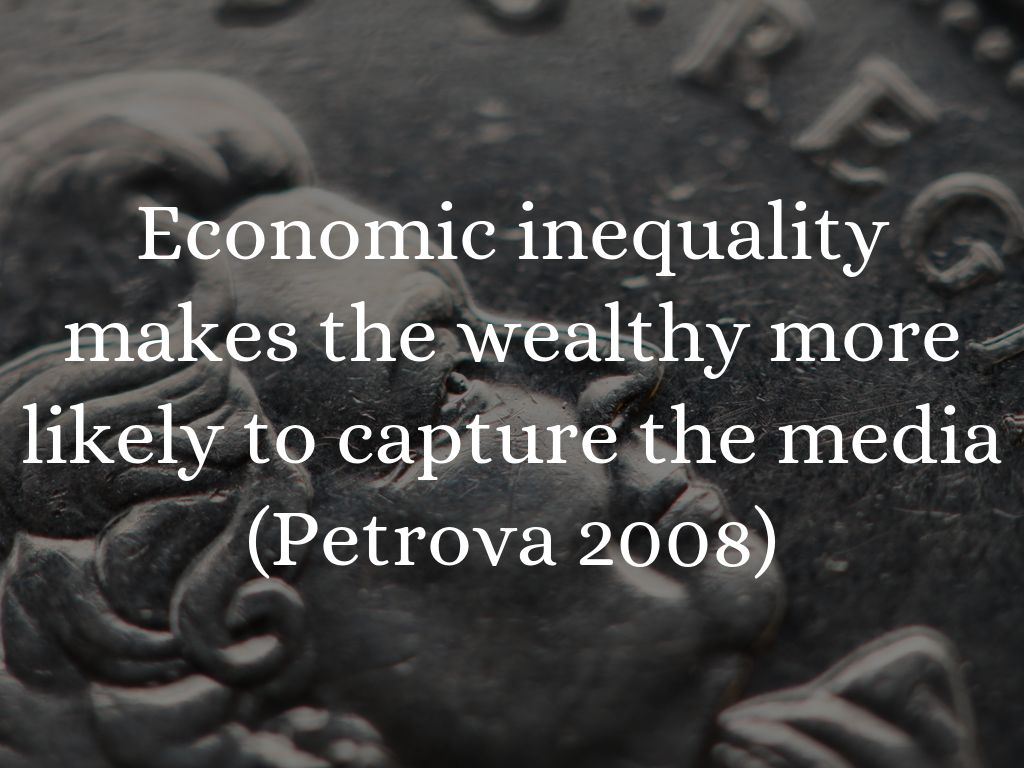 Economic inequality
makes the wealthy more
likely to capture the media
(Petrova 2008)